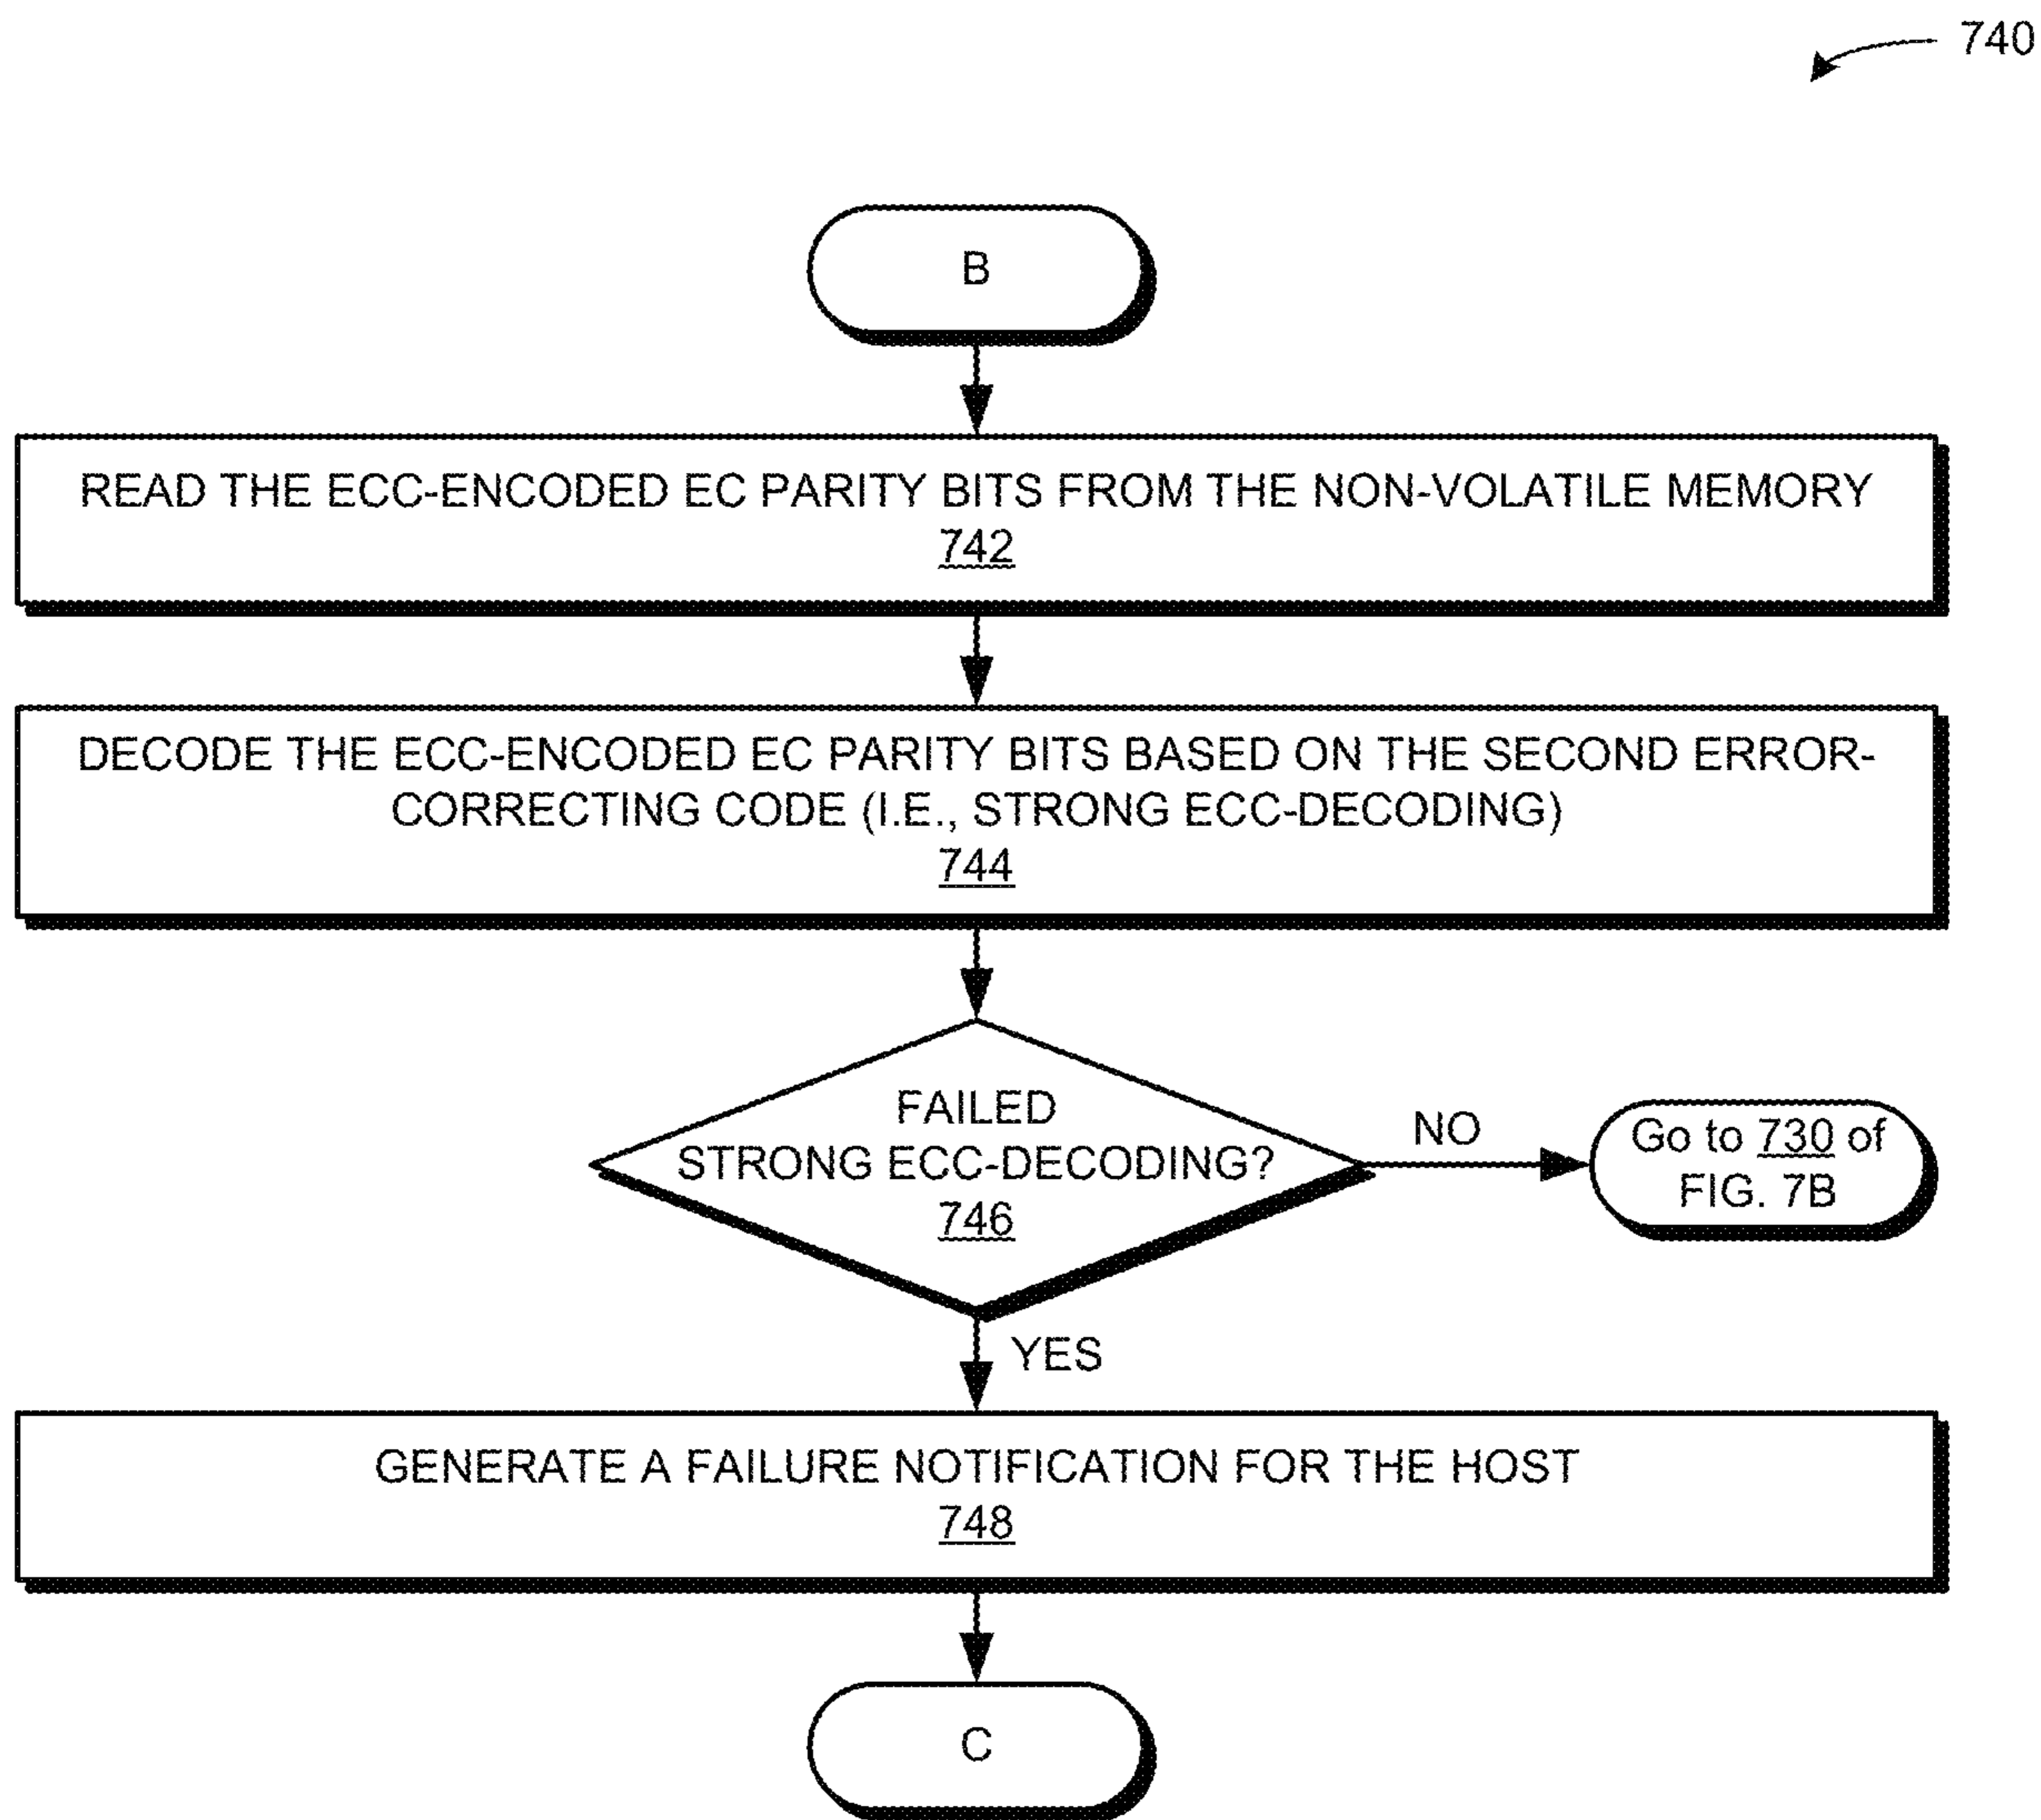 740
B
READ THE ECC-ENCODED EC PARITY BITS FROM THE NON-VOLATILE MEMORY
742
DECODE THE ECC-ENCODED EC PARITY BITS BASED ON THE SECOND ERROR-
CORRECTING CODE (I.E., STRONG ECC-DECODING)
744
FAILED
STRONG ECC-DECODING?
746
NO
Go to 730 of
FIG. 7B
YES
GENERATE A FAILURE NOTIFICATION FOR THE HOST
748
C